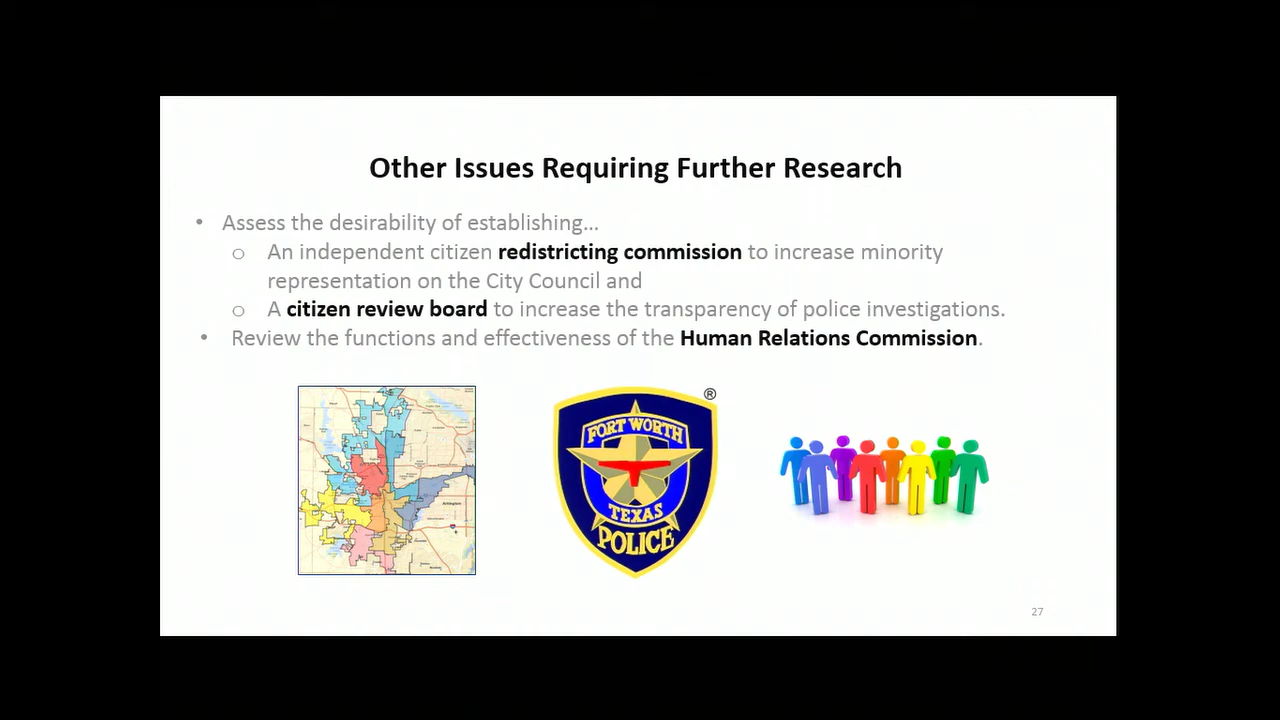 Other Issues Requiring Further Research
• Assess the desirability of establishing…
o An independent citizen redistricting commission to increase minority
representation on the City Council and
o A citizen review board to increase the transparency of police investigations.
• Review the functions and effectiveness of the Human Relations Commission.
®
FORT WORTH
TEXAS
POLICE
27